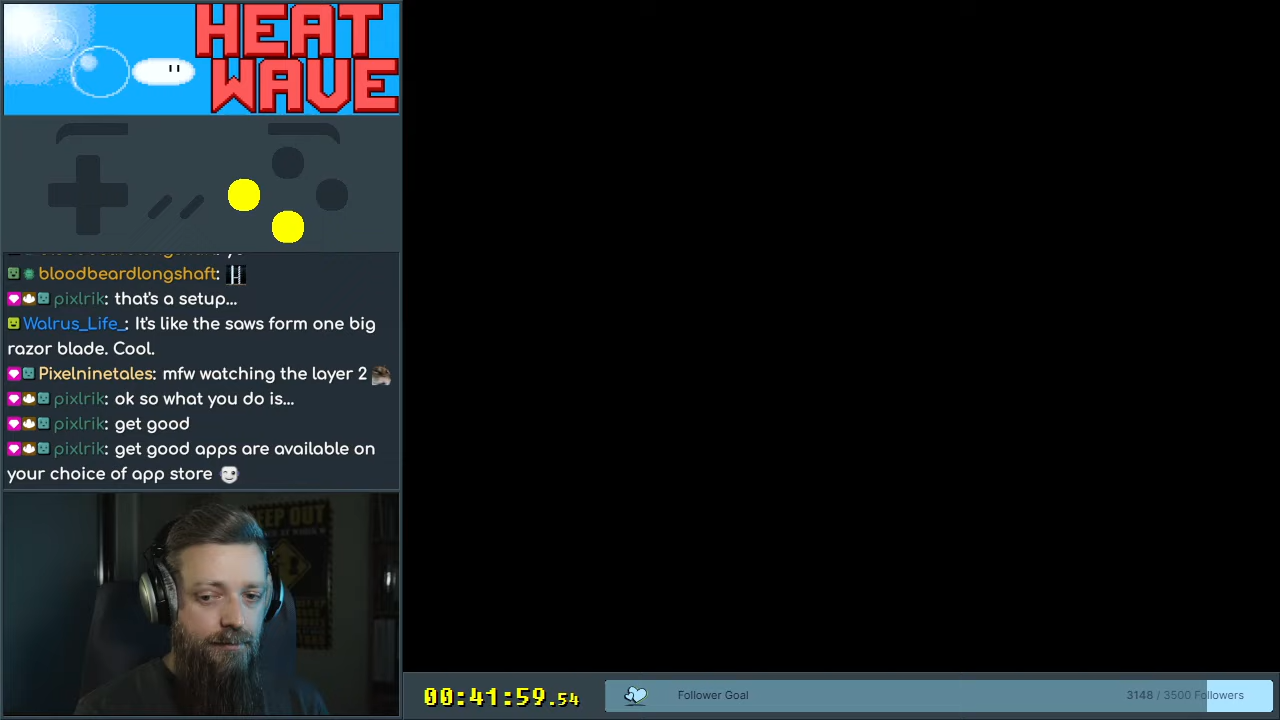 HEAT
WAVE
bloodbeardlongshaft:
pixlrik: that's a setup...
Walrus_Life_: It's like the saws form one big
razor blade. Cool.
Pixelninetales: mfw watching the layer 2
pixlrik: ok so what you do is...
pixlrik: get good
pixlrik: get good apps are available on
your choice of app store
KEEP OUT
00:41:59.54
Follower Goal
3148 / 3500 Followers